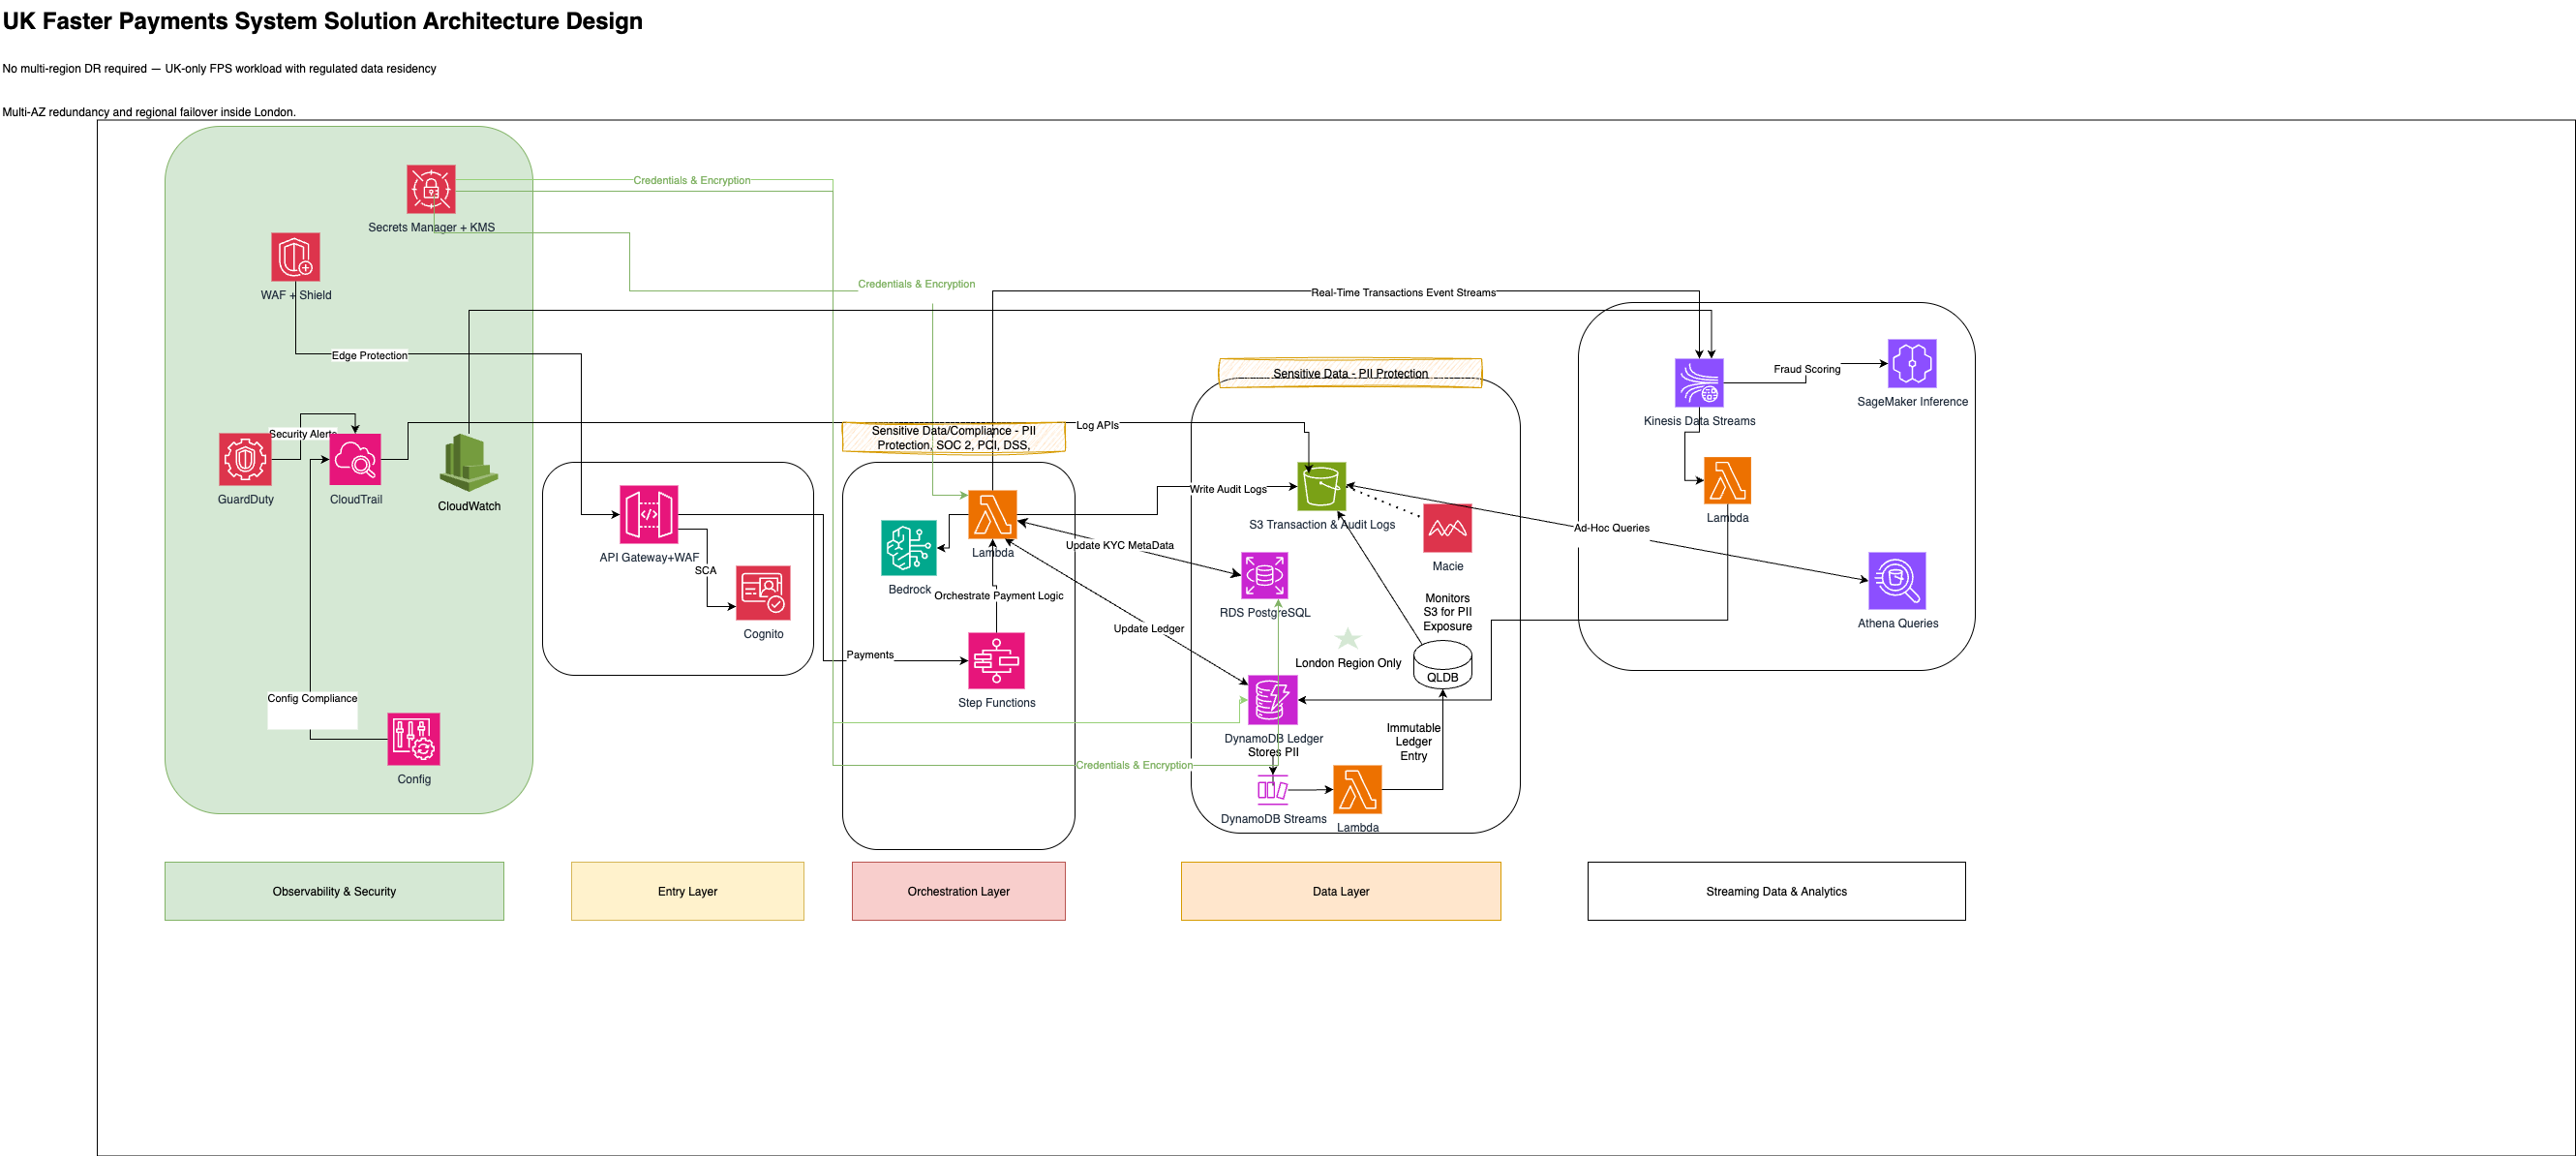 UK Faster Payments System Solution Architecture Design
No multi-region DR required — UK-only FPS workload with regulated data residency
Multi-AZ redundancy and regional failover inside London.
Credentials & Encryption
Secrets Manager + KMS
WAF + Shield
Edge Protection
Security Alerts
GuardDuty
CloudTrail
CloudWatch
Config Compliance
Config
API Gateway+WAF
SCA
Cognito
Credentials & Encryption
Sensitive Data/Compliance - PII
Protection, SOC 2, PCI, DSS,
Log APIs
Lambda
Bedrock
Orchestrate Payment Logic
Payments
Step Functions
Real-Time Transactions Event Streams
Sensitive Data - PII Protection
Write Audit Logs
S3 Transaction & Audit Logs
Update KYC MetaData
Macie
RDS PostgreSQL
Monitors
S3 for PII
Exposure
Update Ledger
London Region Only
QLDB
DynamoDB Ledger
Stores PII
Immutable
Ledger
Entry
Credentials & Encryption
DynamoDB Streams
Lambda
Fraud Scoring
SageMaker Inference
Kinesis Data Streams
Lambda
Ad-Hoc Queries
Athena Queries
Observability & Security
Entry Layer
Orchestration Layer
Data Layer
Streaming Data & Analytics